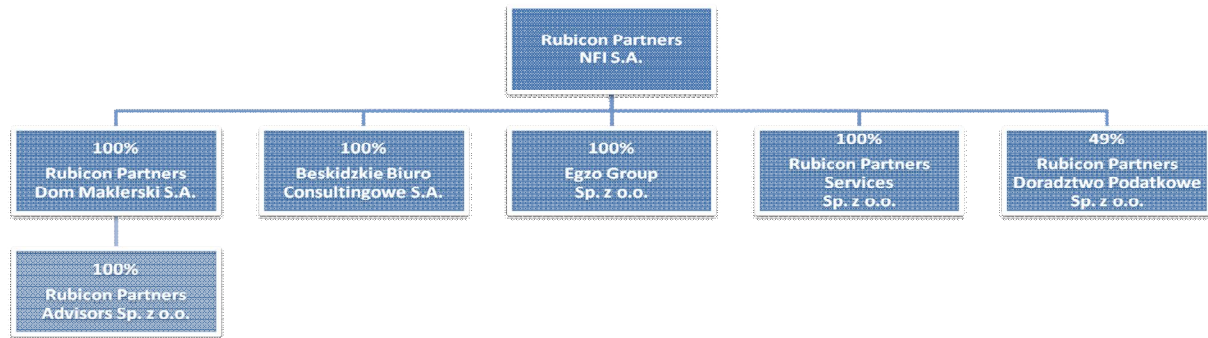 Rubicon Partners
NFI S.A.
100%
Rubicon Partners
Dom Maklerski S.A.
100%
Beskidzkie Biuro
Consultingowe S.A.
100%
Egzo Group
Sp. z o.o.
100%
Rubicon Partners
Services
Sp. z o.o.
49%
Rubicon Partners
Doradztwo Podatkowe
Sp. z o.o.
100%
Rubicon Partners
Advisors Sp. z o.o.